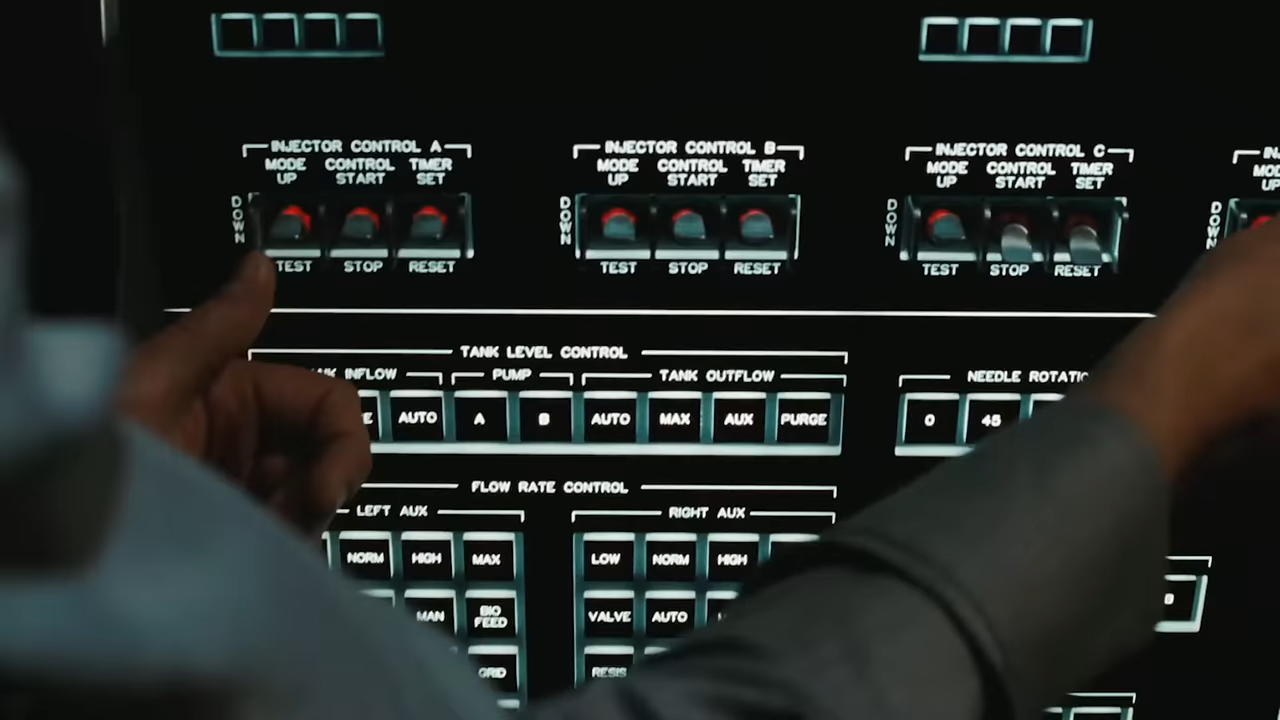 INJECTOR CONTROL A
MODE UP CONTROL START TIMER SET
DOWN
TEST STOP RESET
INJECTOR CONTROL B
MODE UP CONTROL START TIMER SET
DOWN
TEST STOP RESET
INJECTOR CONTROL C
MODE UP CONTROL START TIMER SET
DOWN
TEST STOP RESET
UP
DOWN
TANK LEVEL CONTROL
INFLOW PUMP TANK OUTFLOW
AUTO A B AUTO MAX AUX PURGE
NEEDLE
0 45
FLOW RATE CONTROL
LEFT AUX
NORM HIGH MAX
MAN BIO FEED
GRID
RIGHT AUX
LOW NORM HIGH
VALVE AUTO